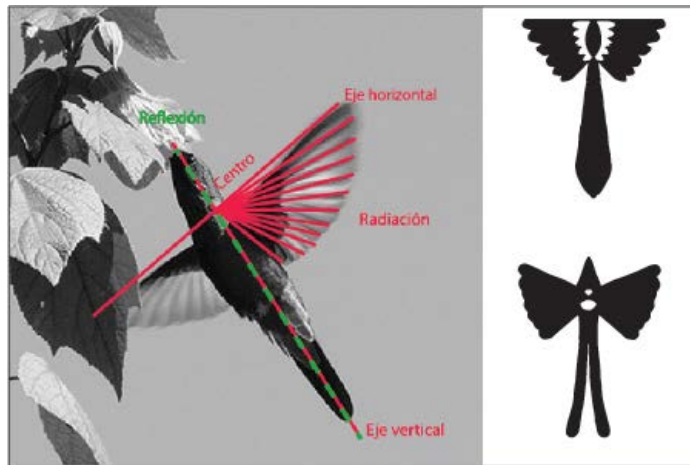 Eje horizontal
Reflexión
Centro
Radiación
Eje vertical